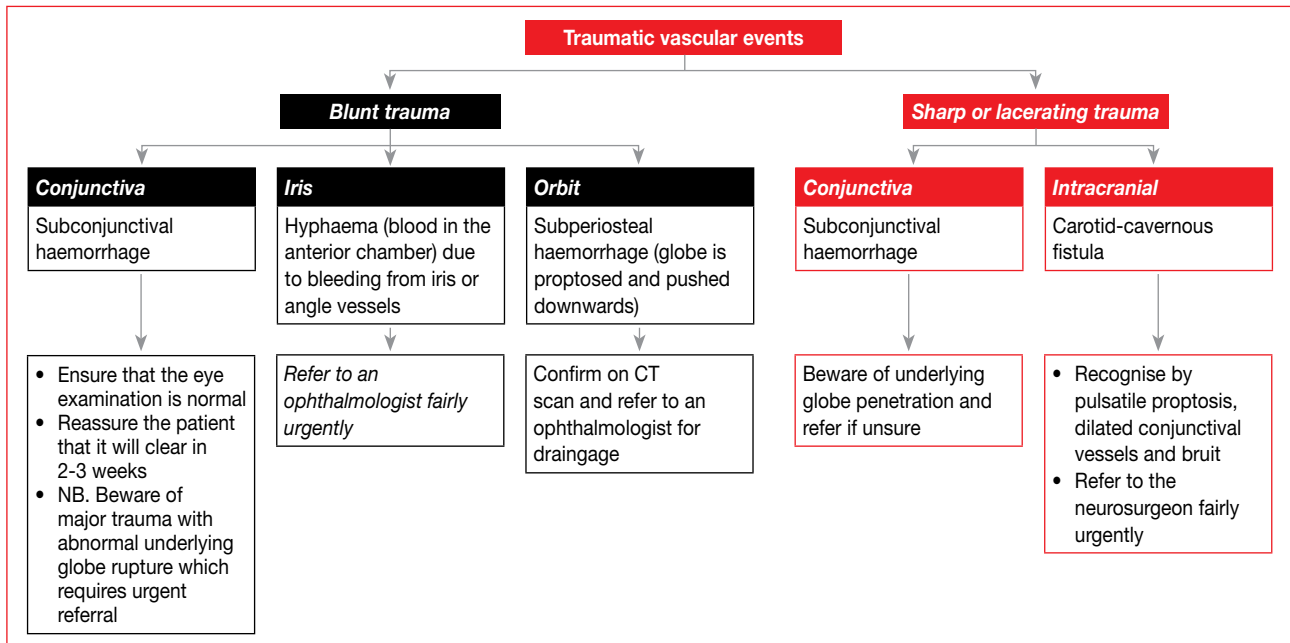 Traumatic vascular events
Blunt trauma
Sharp or lacerating trauma
Conjunctiva
Subconjunctival
haemorrhage
Iris
Hyphaema (blood in the
anterior chamber) due
to bleeding from iris or
angle vessels
Orbit
Subperiosteal
haemorrhage (globe is
proptosed and pushed
downwards)
Conjunctiva
Subconjunctival
haemorrhage
Intracranial
Carotid-cavernous
fistula
• Ensure that the eye
examination is normal
• Reassure the patient
that it will clear in
2-3 weeks
• NB. Beware of
major trauma with
abnormal underlying
globe rupture which
requires urgent
referral
Refer to an
ophthalmologist fairly
urgently
Confirm on CT
scan and refer to an
ophthalmologist for
draingage
Beware of underlying
globe penetration and
refer if unsure
• Recognise by
pulsatile proptosis,
dilated conjunctival
vessels and bruit
• Refer to the
neurosurgeon fairly
urgently